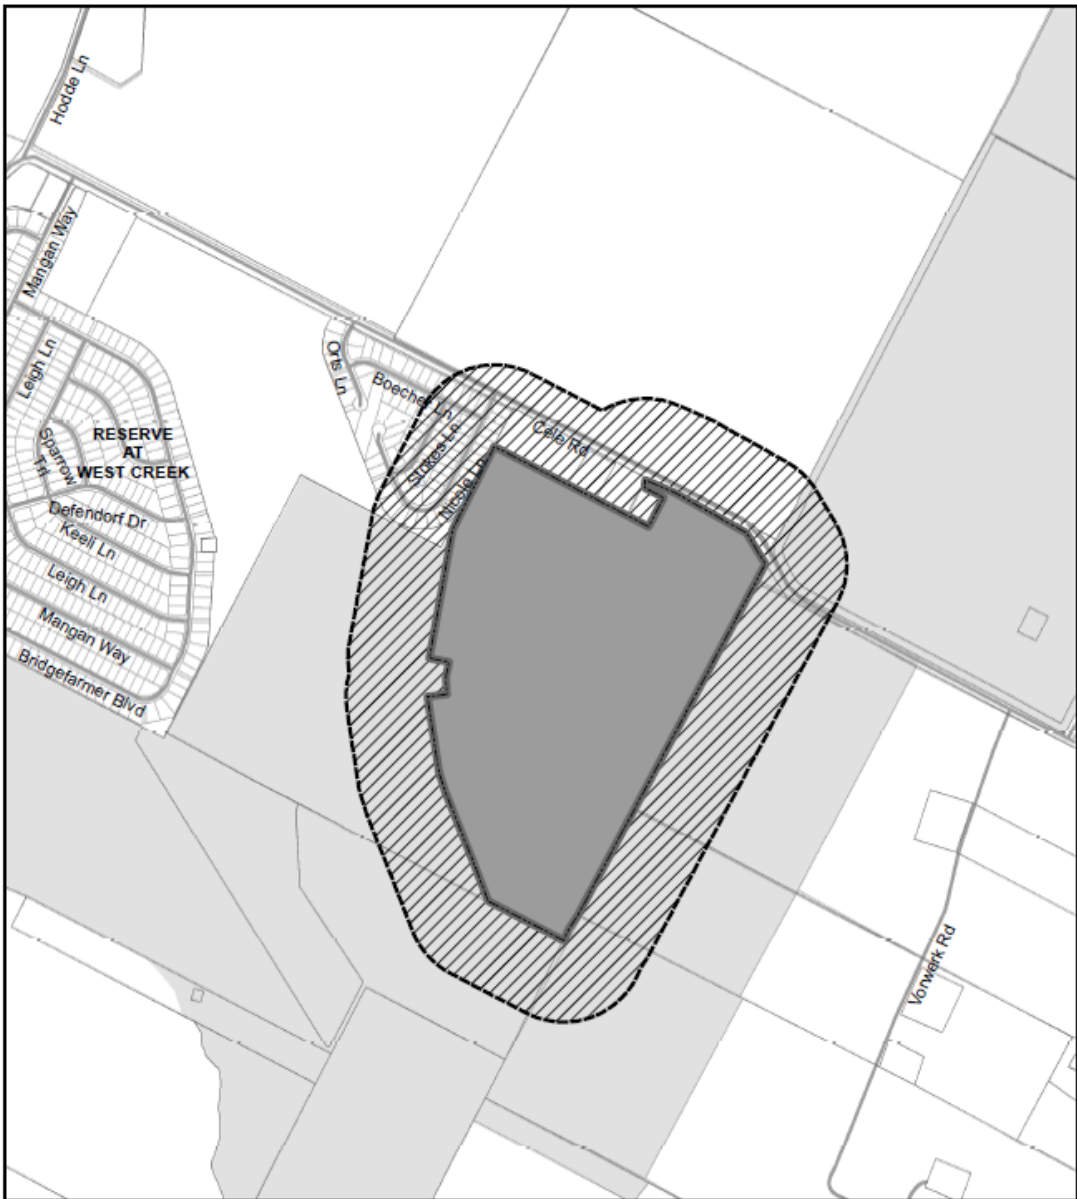 Hodde Ln
Mangan Way
Leigh Ln
Orts Ln
Boecher Ln
Cele Rd
Stokes Ln
Nicole Ln
RESERVE
AT
WEST CREEK
Sparrow
Trl
Defendorf Dr
Keeli Ln
Leigh Ln
Mangan Way
Bridgefarmer Blvd
Vorwerk Rd